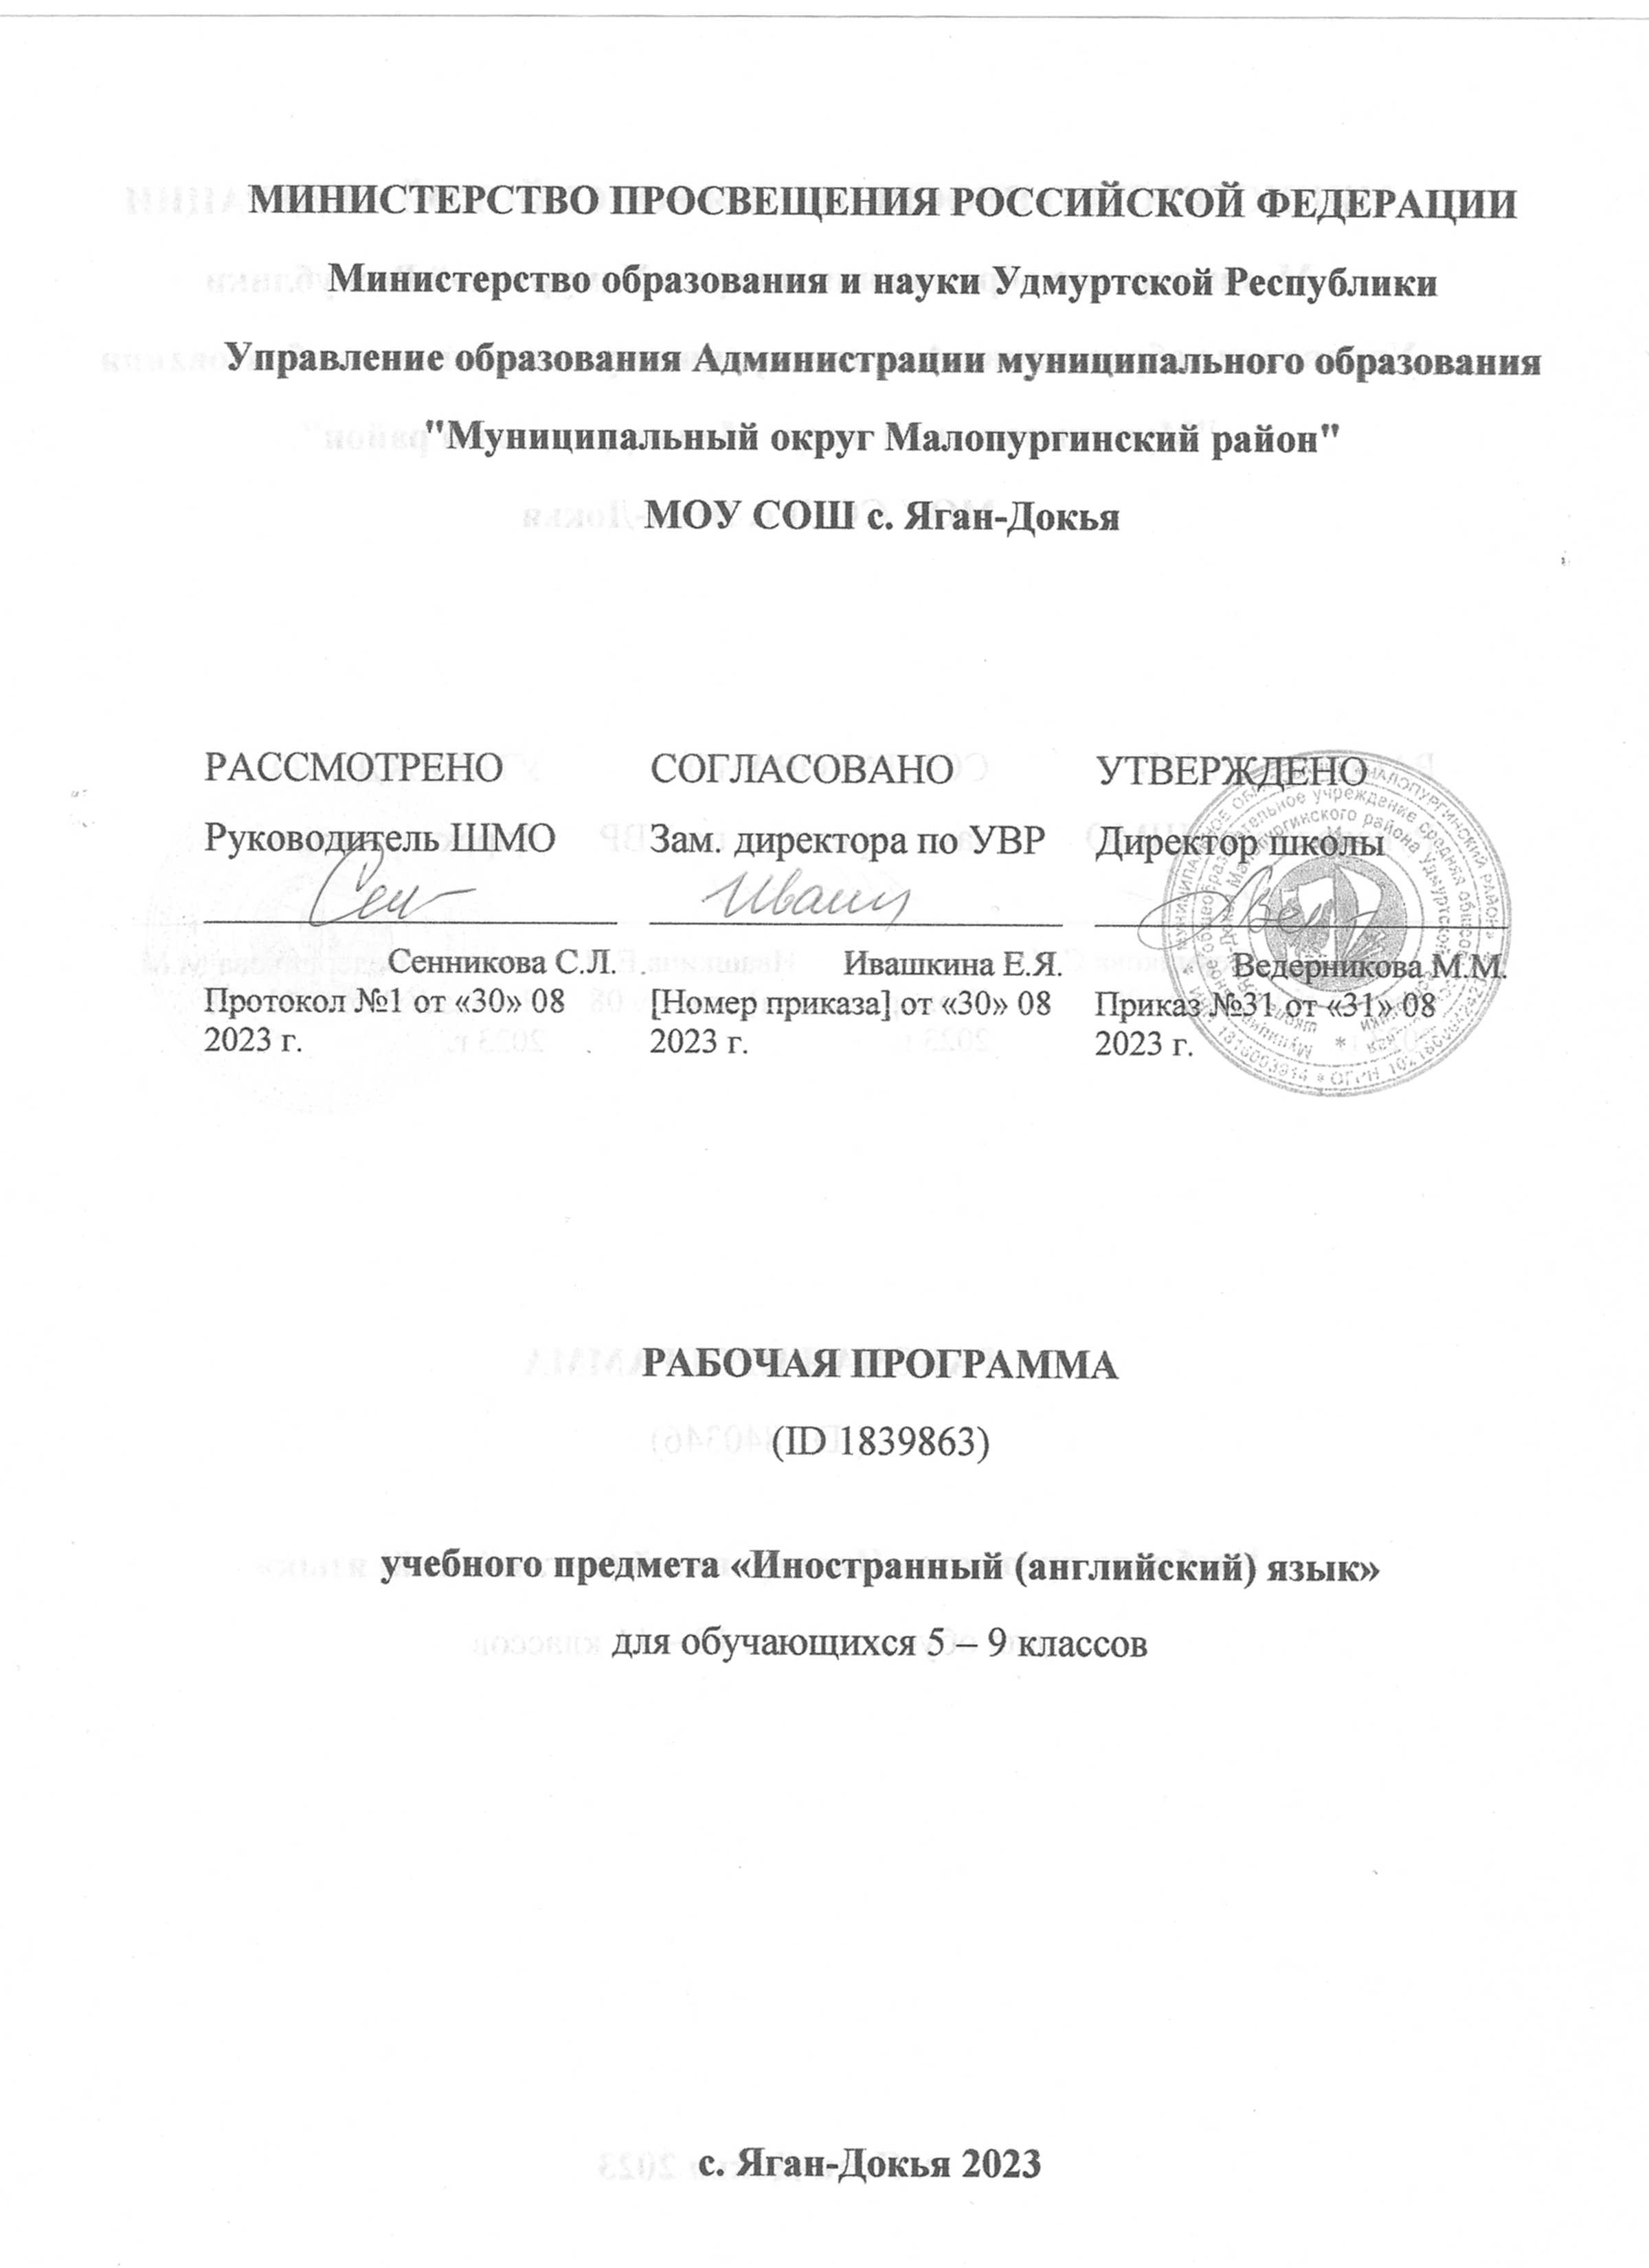 МИНИСТЕРСТВО ПРОСВЕЩЕНИЯ РОССИЙСКОЙ ФЕДЕРАЦИИ
Министерство образования и науки Удмуртской Республики
Управление образования Администрации муниципального образования
"Муниципальный округ Малопургинский район"
МОУ СОШ с. Яган-Докья
РАССМОТРЕНО
Руководитель ШМО
Сенникова С.Л.
Протокол №1 от «30» 08
2023 г.
СОГЛАСОВАНО
Зам. директора по УВР
Ивашкина Е.Я.
[Номер приказа] от «30» 08
2023 г.
УТВЕРЖДЕНО
Директор школы
Ведерникова М.М.
Приказ №31 от «31» 08
2023 г.
РАБОЧАЯ ПРОГРАММА
(ID 1839863)
учебного предмета «Иностранный (английский) язык»
для обучающихся 5 – 9 классов
с. Яган-Докья 2023